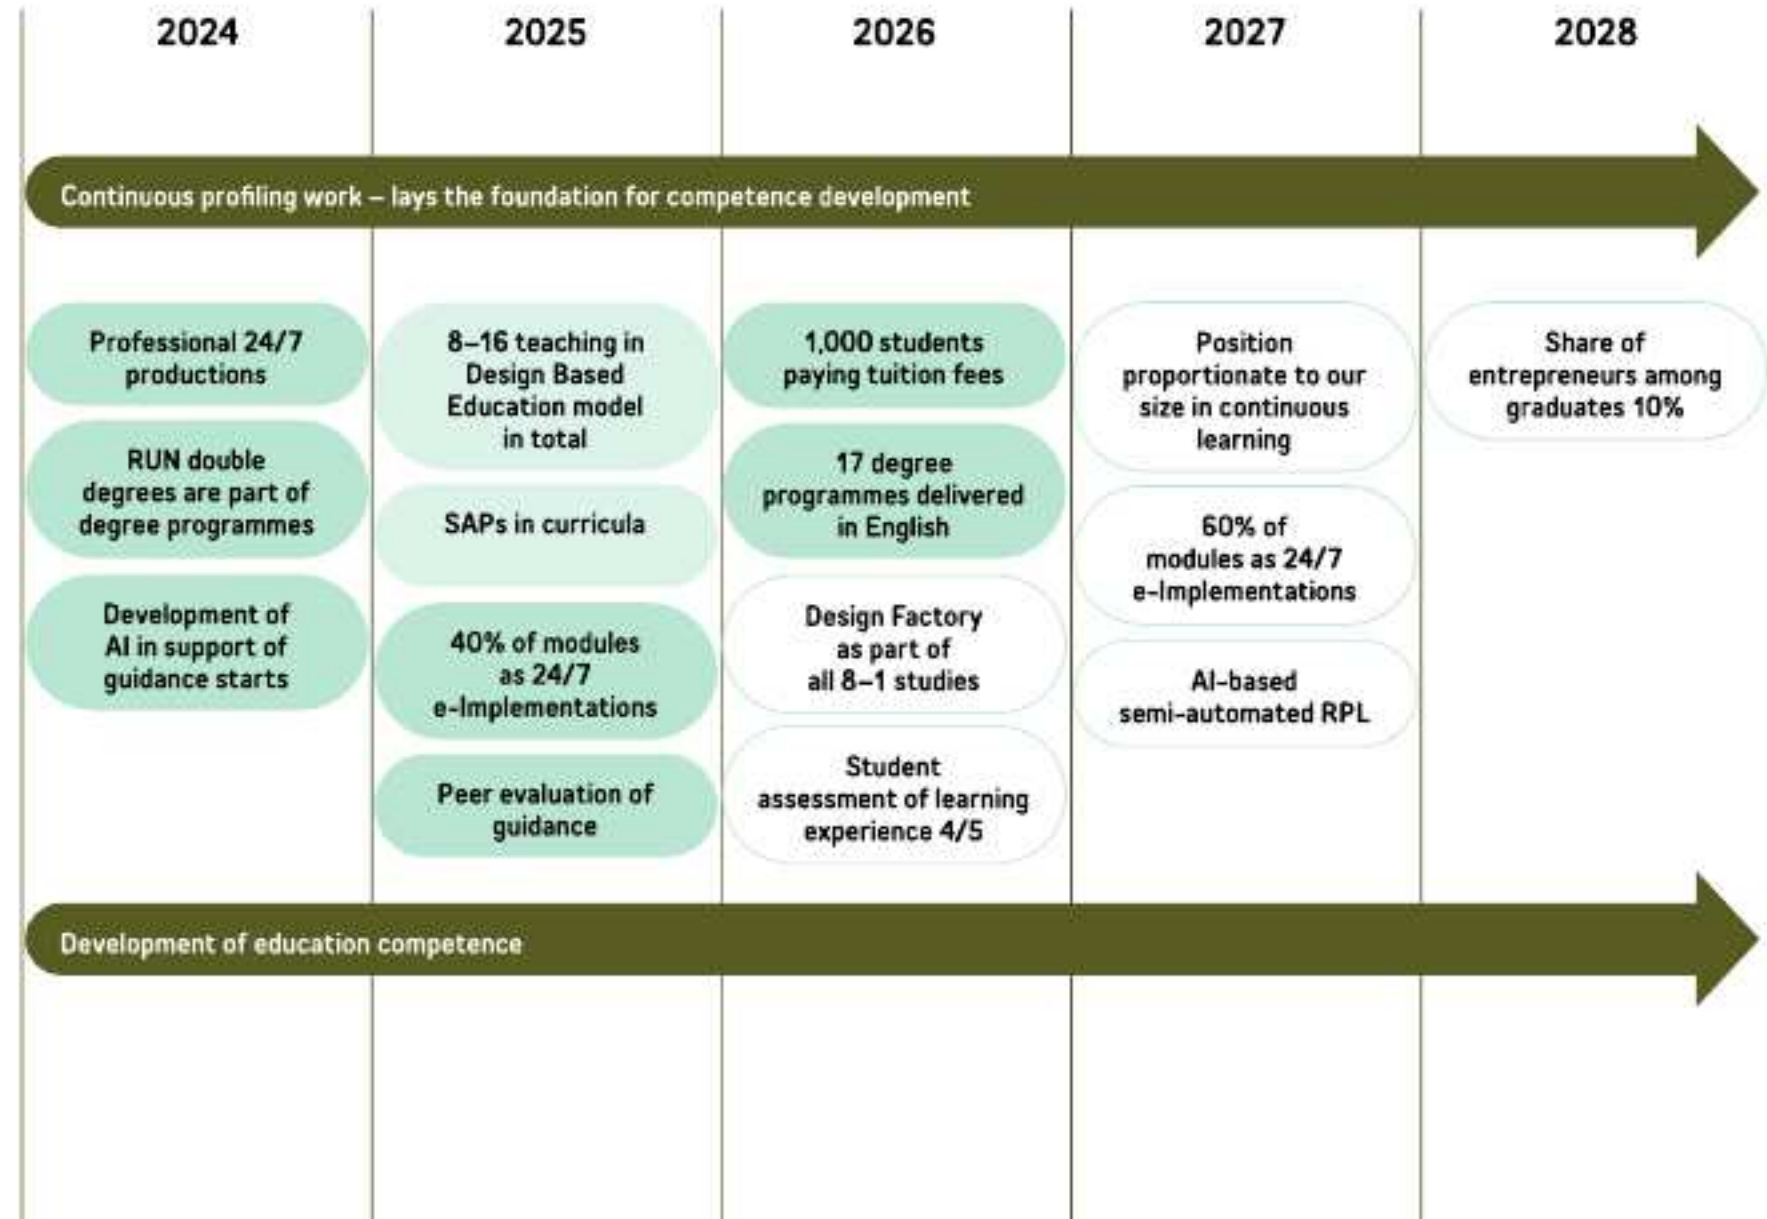 2024
2025
2026
2027
2028
Continuous profiling work – lays the foundation for competence development
Professional 24/7
productions
RUN double
degrees are part of
degree programmes
Development of
AI in support of
guidance starts
8–16 teaching in
Design Based
Education model
in total
SAPs in curricula
40% of modules
as 24/7
e-Implementations
Peer evaluation of
guidance
1,000 students
paying tuition fees
17 degree
programmes delivered
in English
Design Factory
as part of
all 8–1 studies
Student
assessment of learning
experience 4/5
Position
proportionate to our
size in continuous
learning
60% of
modules as 24/7
e-Implementations
AI-based
semi-automated RPL
Share of
entrepreneurs among
graduates 10%
Development of education competence